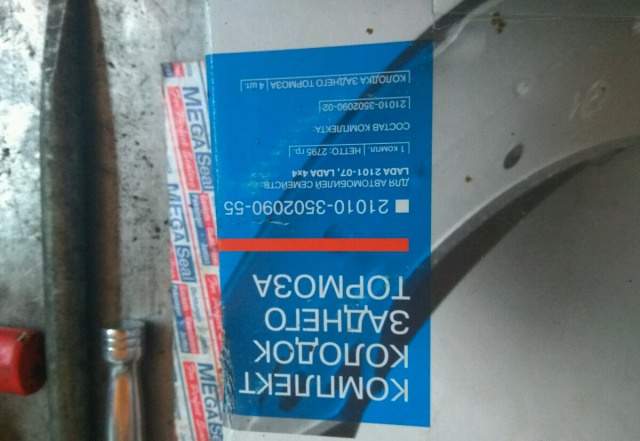 КОМПЛЕКТ
КОЛОДОК
ЗАДНЕГО
ТОРМОЗА
21010-3502090-55
ДЛЯ АВТОМОБИЛЕЙ СЕМЕЙСТВ:
LADA 2101-07, LADA 4x4
1 компл. НЕТТО: 2795 гр.
СОСТАВ КОМПЛЕКТА:
21010-3502090-02
КОЛОДКА ЗАДНЕГО ТОРМОЗА 4 шт.
MEGA Seal
MEGA Seal
MEGA Seal